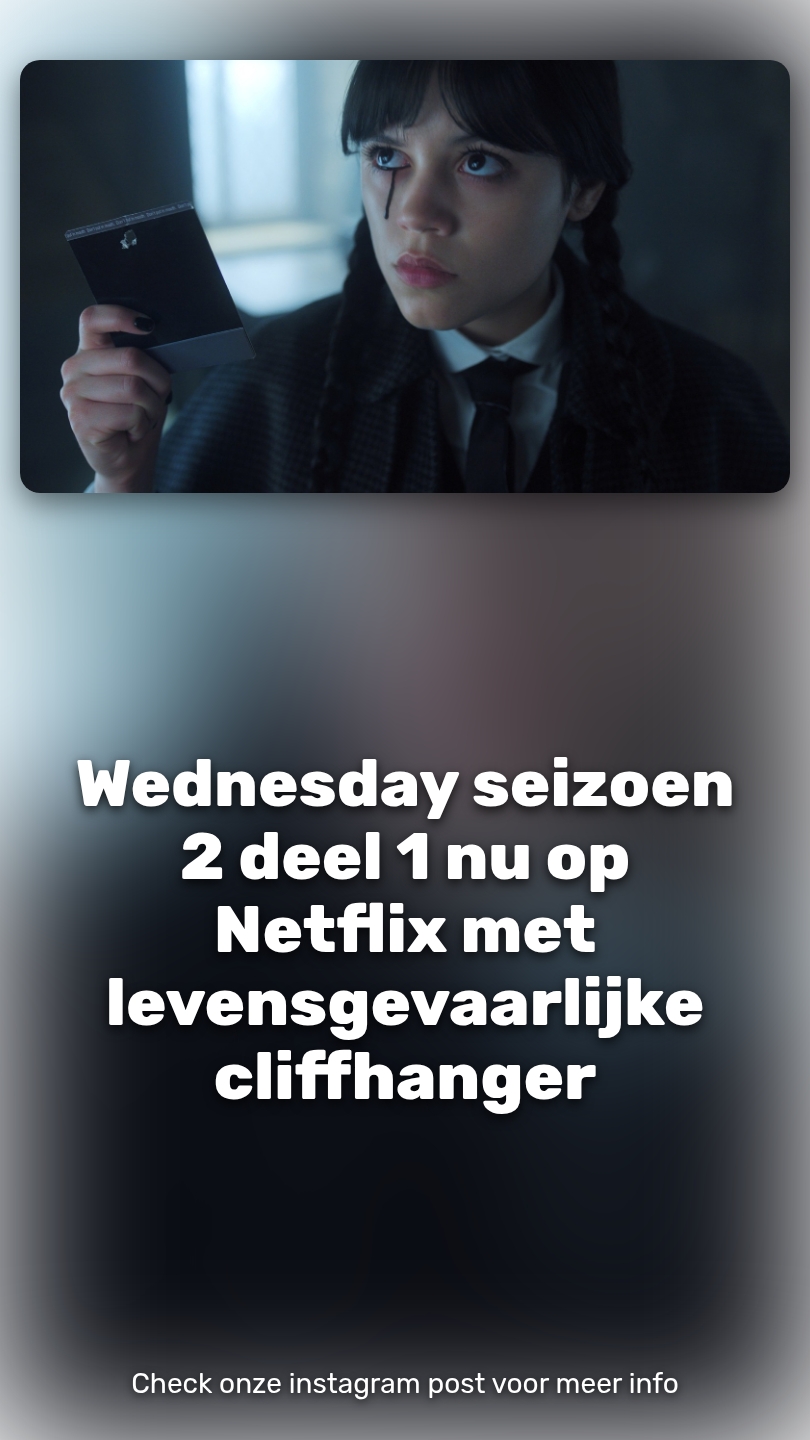 Wednesday seizoen
2 deel 1 nu op
Netflix met
levensgevaarlijke
cliffhanger
Check onze instagram post voor meer info